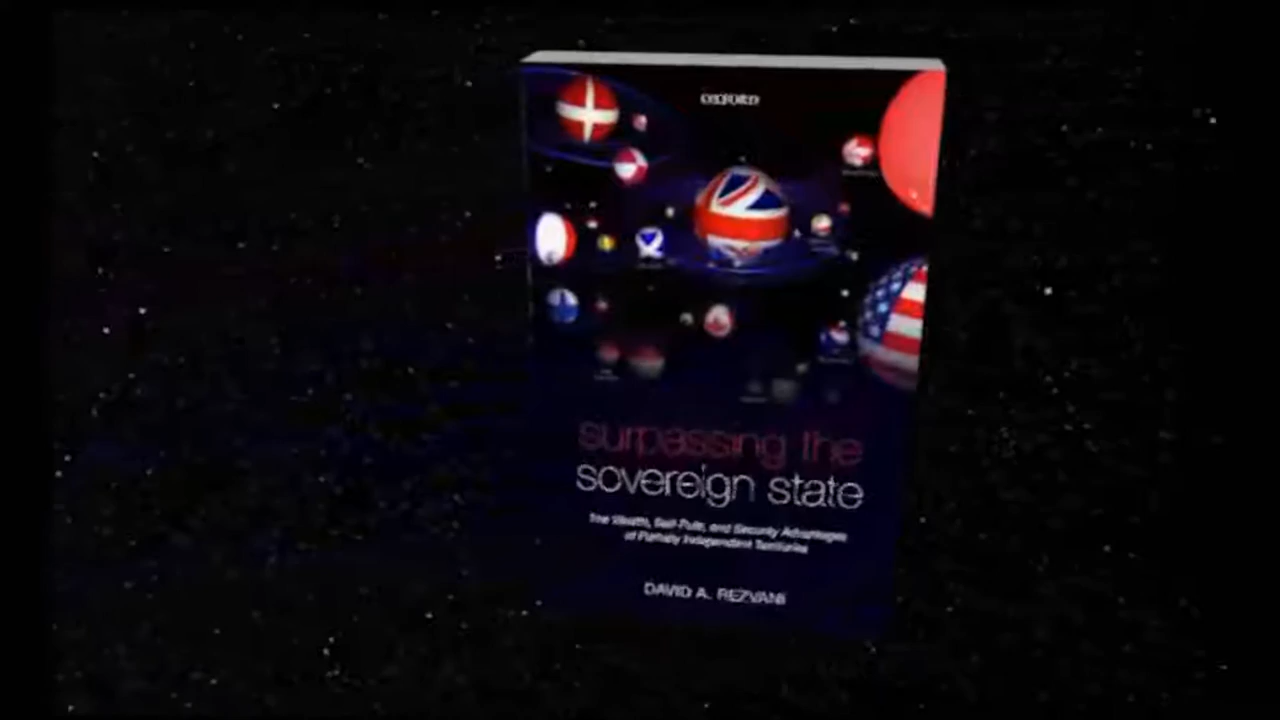 OXFORD
surpassing the
sovereign state
The Wealth, Self-Rule, and Security Advantages
of Partially Independent Territories
DAVID A. REZVANI